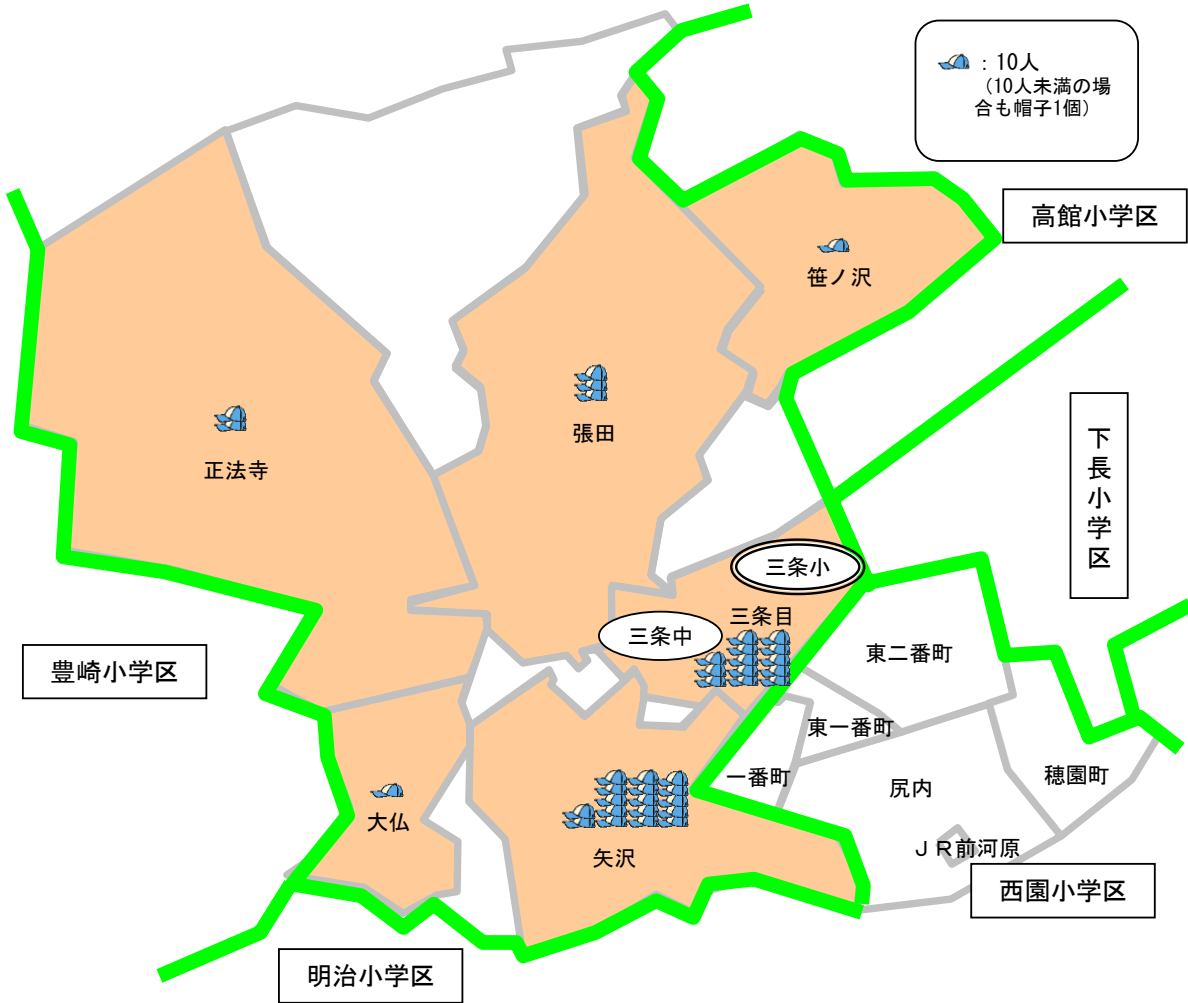 ：10人
（10人未満の場
合も帽子1個）
高館小学区
笹ノ沢
張田
正法寺
下長小学区
三条小
三条目
三条中
東二番町
豊崎小学区
東一番町
一番町
穂園町
尻内
大仏
矢沢
ＪＲ前河原
西園小学区
明治小学区